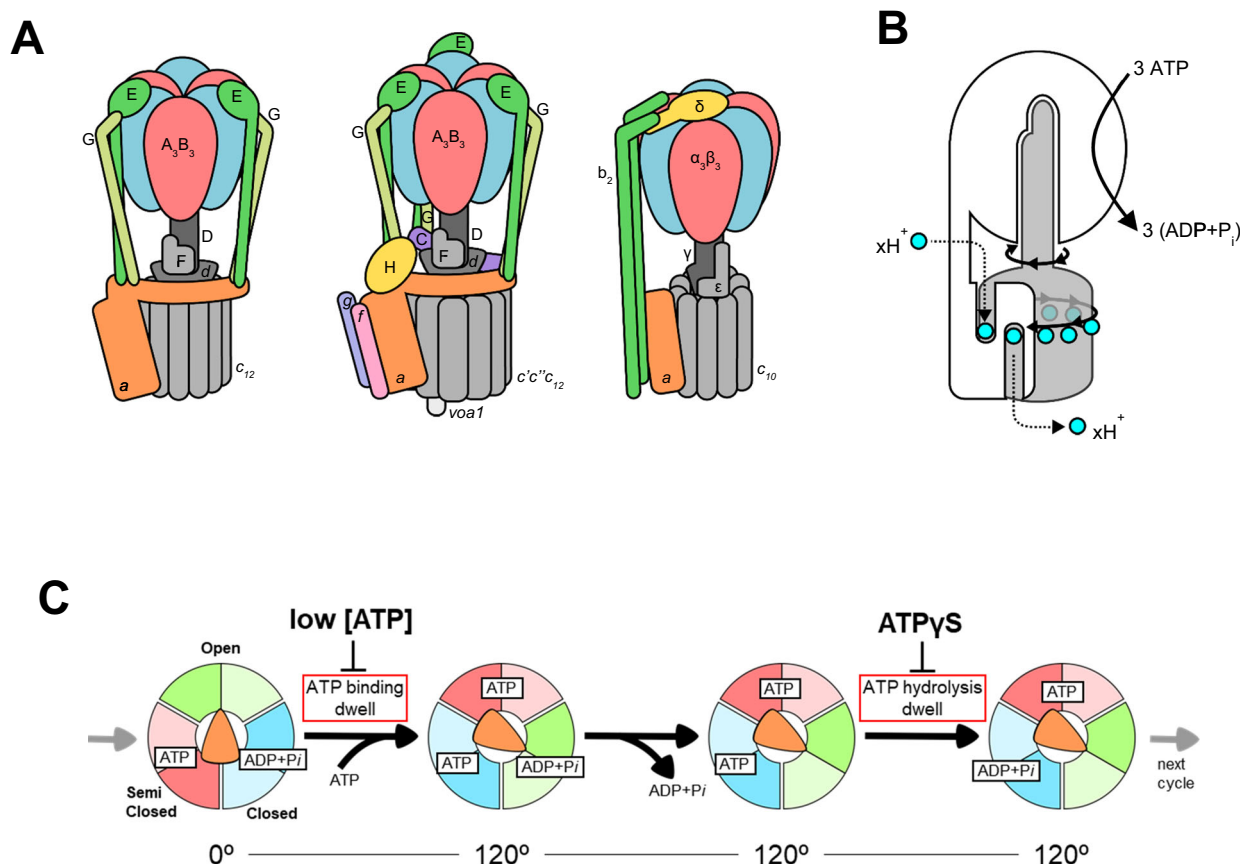 A
E
E
G
G
A3B3
D
F
d
a
c12
E
E
E
G
G
A3B3
G
C
D
F
d
H
g
f
a
c'c''c12
voa1
δ
b2
α3β3
γ
ε
a
c10
B
3 ATP
3 (ADP+Pi)
xH+
xH+
C
low [ATP]
ATPγS
Open
ATP binding
dwell
ATP hydrolysis
dwell
ATP
ADP+Pi
Semi
Closed
Closed
ATP
ATP
ATP
ADP+Pi
ADP+Pi
ATP
ATP
ATP
ADP+Pi
next
cycle
0º
120º
120º
120º